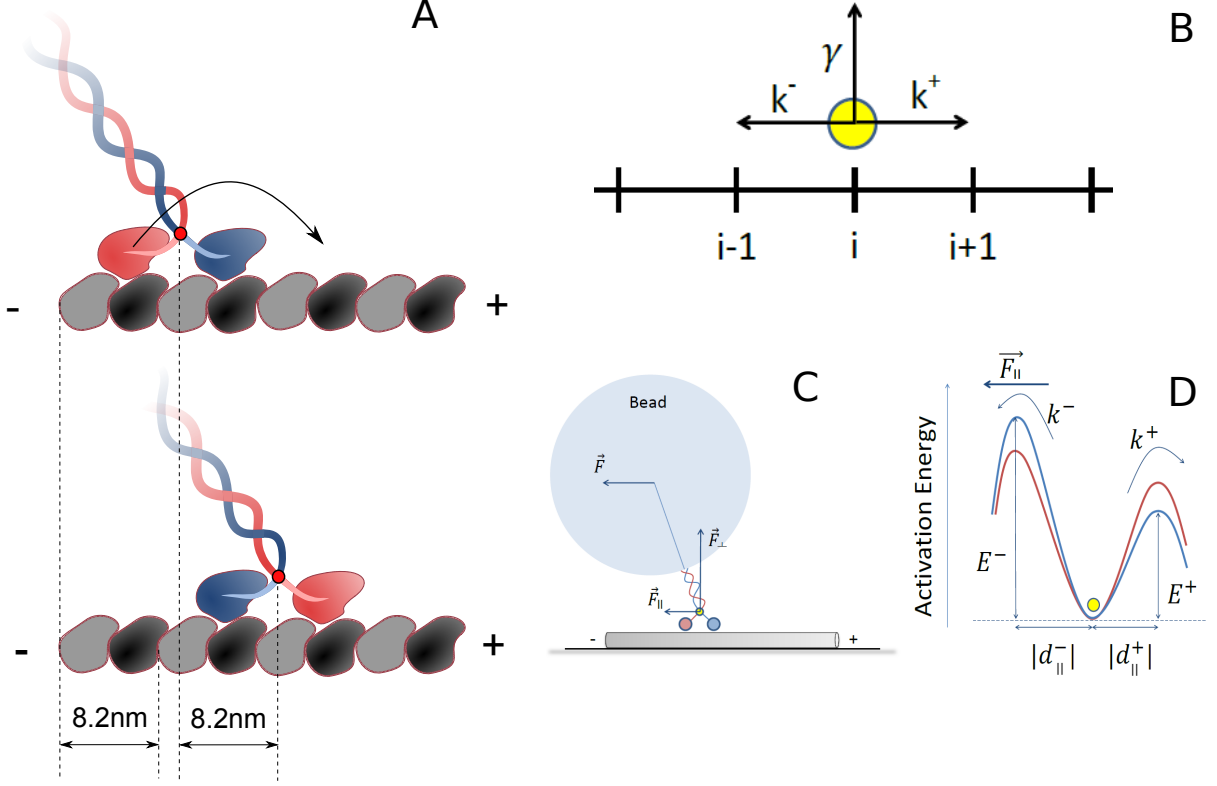 A
-
+
-
+
8.2nm
8.2nm
B
γ
k⁻
k⁺
i-1
i
i+1
C
Bead
F⃗
F⃗⊥
F⃗||
-
+
D
F||⃗
k⁻
k⁺
Activation Energy
E⁻
E⁺
|d||⁻|
|d||⁺|